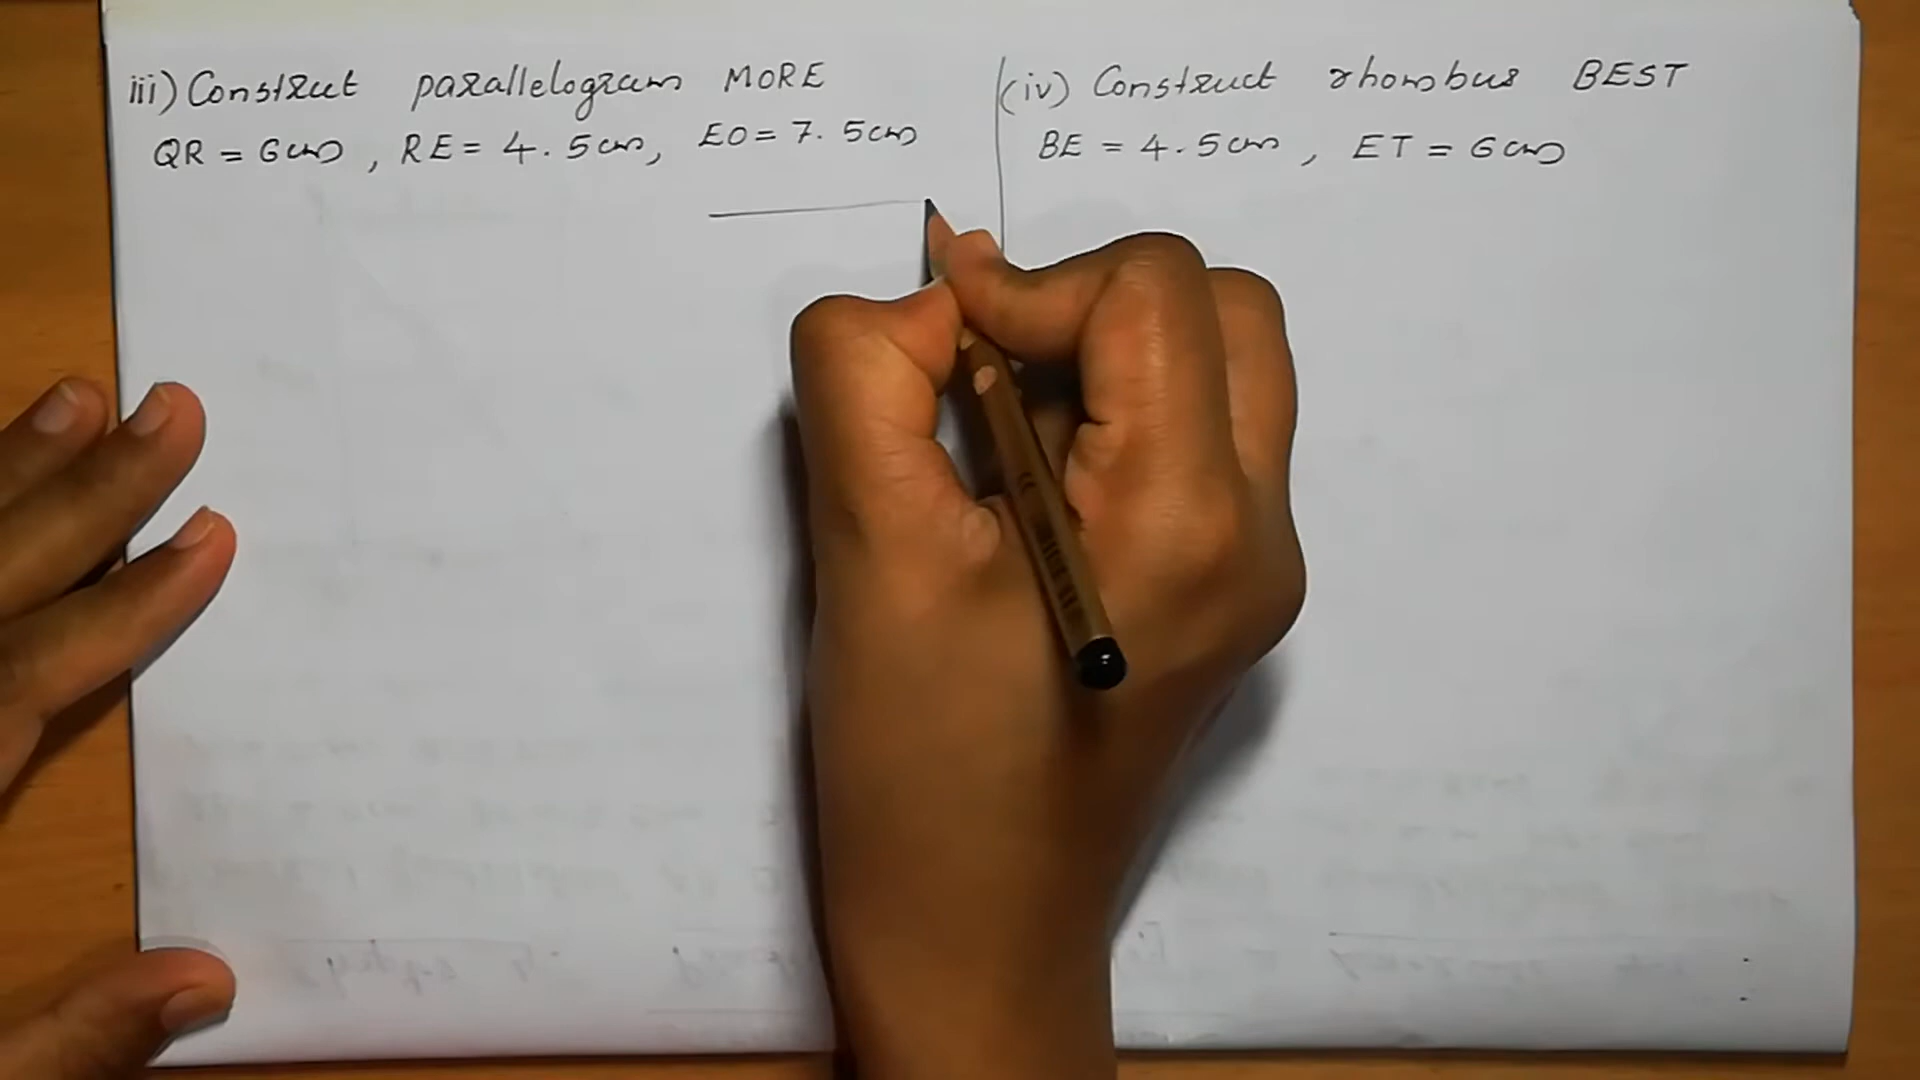 iii) Construct parallelogram MORE
QR = 6cm, RE = 4.5cm, EO = 7.5cm
(iv) Construct rhombus BEST
BE = 4.5cm, ET = 6cm